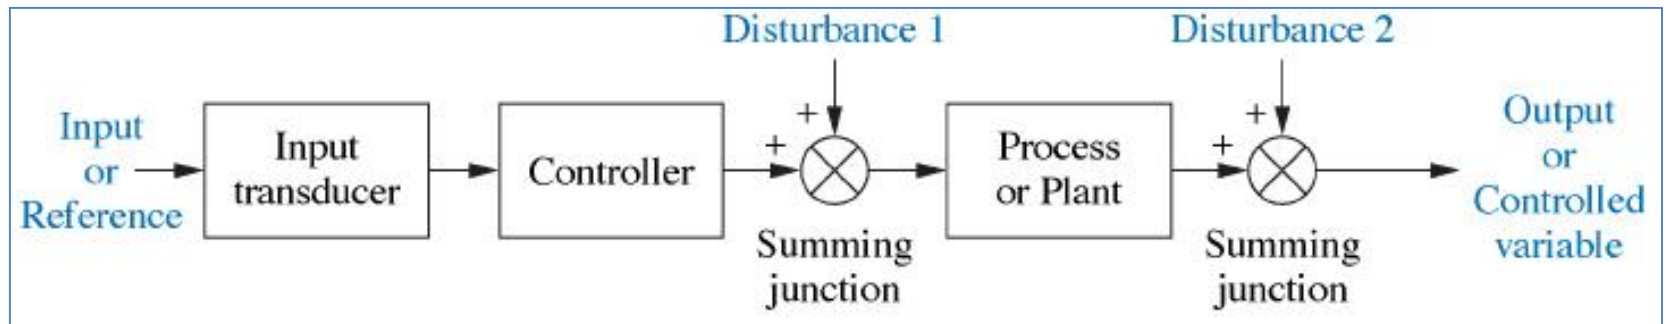 Disturbance 1
Disturbance 2
Input
or
Reference
Input
transducer
Controller
+
+
Summing
junction
Process
or Plant
+
+
Summing
junction
Output
or
Controlled
variable